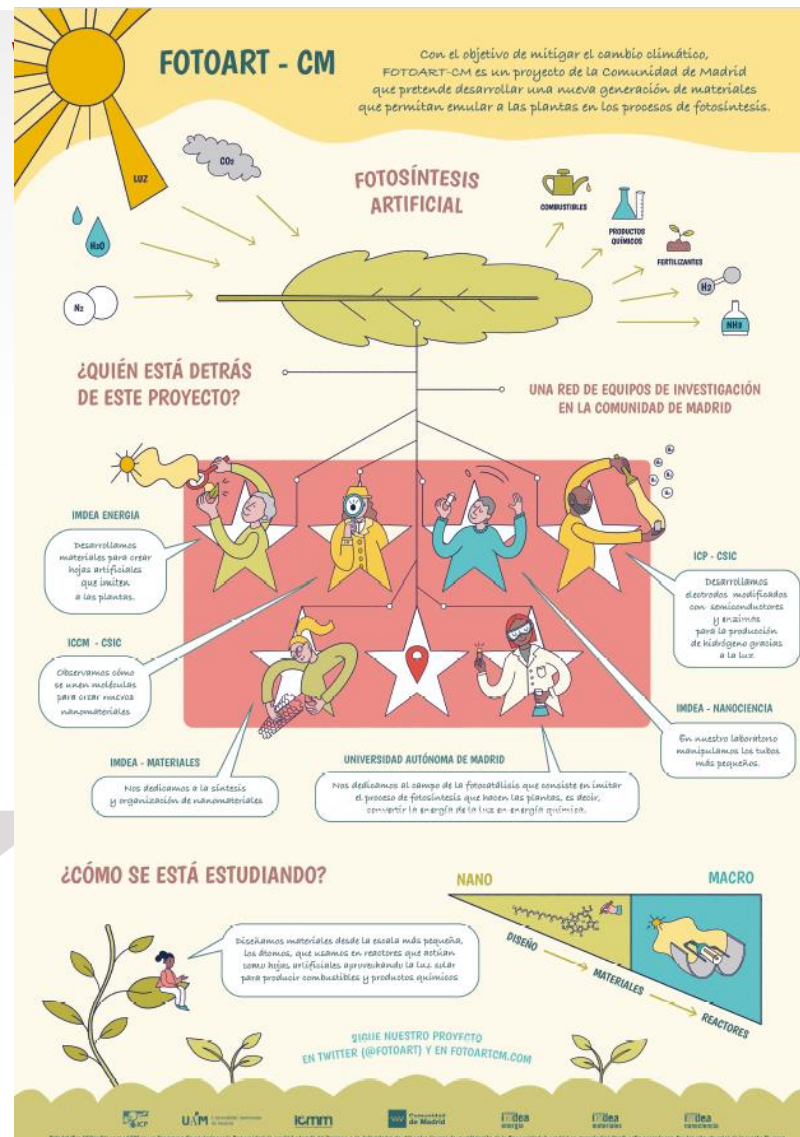 FOTOART - CM
Con el objetivo de mitigar el cambio climático,
FOTOART-CM es un proyecto de la Comunidad de Madrid
que pretende desarrollar una nueva generación de materiales
que permitan emular a las plantas en los procesos de fotosíntesis.
LUZ
CO2
H2O
N2
FOTOSÍNTESIS
ARTIFICIAL
COMBUSTIBLES
PRODUCTOS
QUÍMICOS
FERTILIZANTES
H2
NH3
¿QUIÉN ESTÁ DETRÁS
DE ESTE PROYECTO?
UNA RED DE EQUIPOS DE INVESTIGACIÓN
EN LA COMUNIDAD DE MADRID
IMDEA ENERGIA
Desarrollamos
materiales para crear
hojas artificiales
que imiten
a las plantas.
ICCM - CSIC
Observamos cómo
se unen moléculas
para crear nuevos
nanomateriales
ICP - CSIC
Desarrollamos
electrodos modificados
con semiconductores
y enzimas
para la producción
de hidrógeno gracias
a la luz
IMDEA - NANOCIENCIA
En nuestro laboratorio
manipulamos los tubos
más pequeños.
IMDEA - MATERIALES
Nos dedicamos a la síntesis
y organización de nanomateriales
UNIVERSIDAD AUTÓNOMA DE MADRID
Nos dedicamos al campo de la fotocatálisis que consiste en imitar
el proceso de fotosíntesis que hacen las plantas, es decir,
convertir la energía de la luz en energía química.
¿CÓMO SE ESTÁ ESTUDIANDO?
Diseñamos materiales desde la escala más pequeña,
los átomos, que usamos en reactores que actúan
como hojas artificiales aprovechando la luz solar
para producir combustibles y productos químicos
NANO
MACRO
DISEÑO
MATERIALES
REACTORES
SIGUE NUESTRO PROYECTO
EN TWITTER (@FOTOART) Y EN FOTOARTCM.COM
ICP
UAM
icmm
Comunidad
de Madrid
imdea
energía
imdea
materiales
imdea
nanociencia